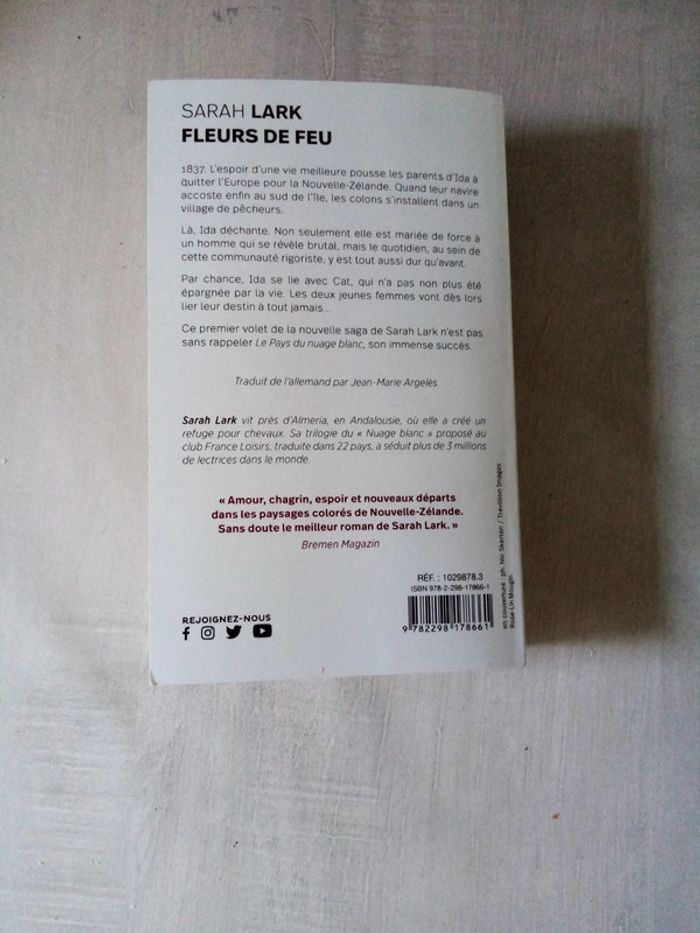 SARAH LARK
FLEURS DE FEU
1837. L'espoir d'une vie meilleure pousse les parents d'Ida à
quitter l'Europe pour la Nouvelle-Zélande. Quand leur navire
accoste enfin au sud de l'île, les colons s'installent dans un
village de pêcheurs.
Là, Ida déchante. Non seulement elle est mariée de force à
un homme qui se révèle brutal, mais le quotidien, au sein de
cette communauté rigoriste, y est tout aussi dur qu'avant.
Par chance, Ida se lie avec Cat, qui n'a pas non plus été
épargnée par la vie. Les deux jeunes femmes vont dès lors
lier leur destin à tout jamais...
Ce premier volet de la nouvelle saga de Sarah Lark n'est pas
sans rappeler Le Pays du nuage blanc, son immense succès.
Traduit de l'allemand par Jean-Marie Argelès
Sarah Lark vit près d'Almeria, en Andalousie, où elle a créé un
refuge pour chevaux. Sa trilogie du « Nuage blanc » proposé au
club France Loisirs, traduite dans 22 pays, a séduit plus de 3 millions
de lectrices dans le monde.
« Amour, chagrin, espoir et nouveaux départs
dans les paysages colorés de Nouvelle-Zélande.
Sans doute le meilleur roman de Sarah Lark. »
Bremen Magazin
RÉF. : 1029878.3
ISBN 978-2-298-17866-1
9 782298 178661
REJOIGNEZ-NOUS
en couverture : ph. Nic Skerten / Trevillion Images
Rose-Lin Mougin